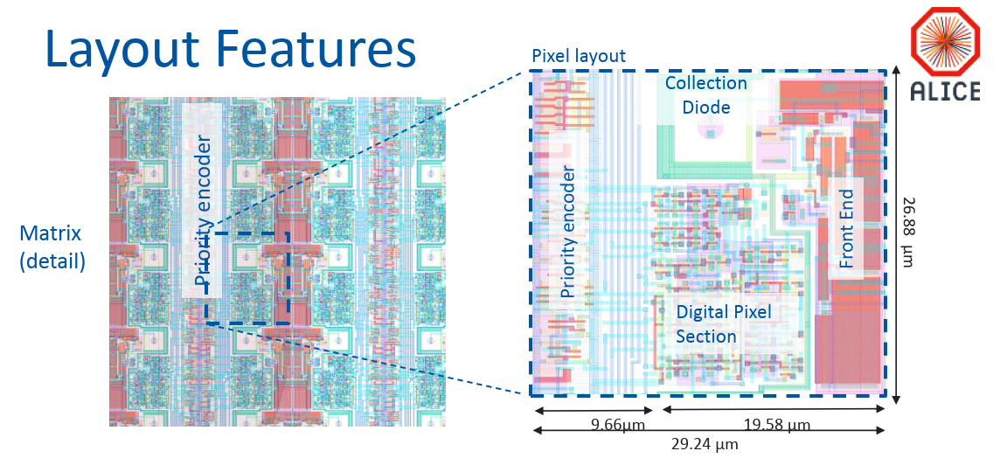 Layout Features
Pixel layout
ALICE
Collection
Diode
Priority encoder
Matrix
(detail)
Priority encoder
Front End
26.88 µm
Digital Pixel
Section
9.66µm
19.58 µm
29.24 µm